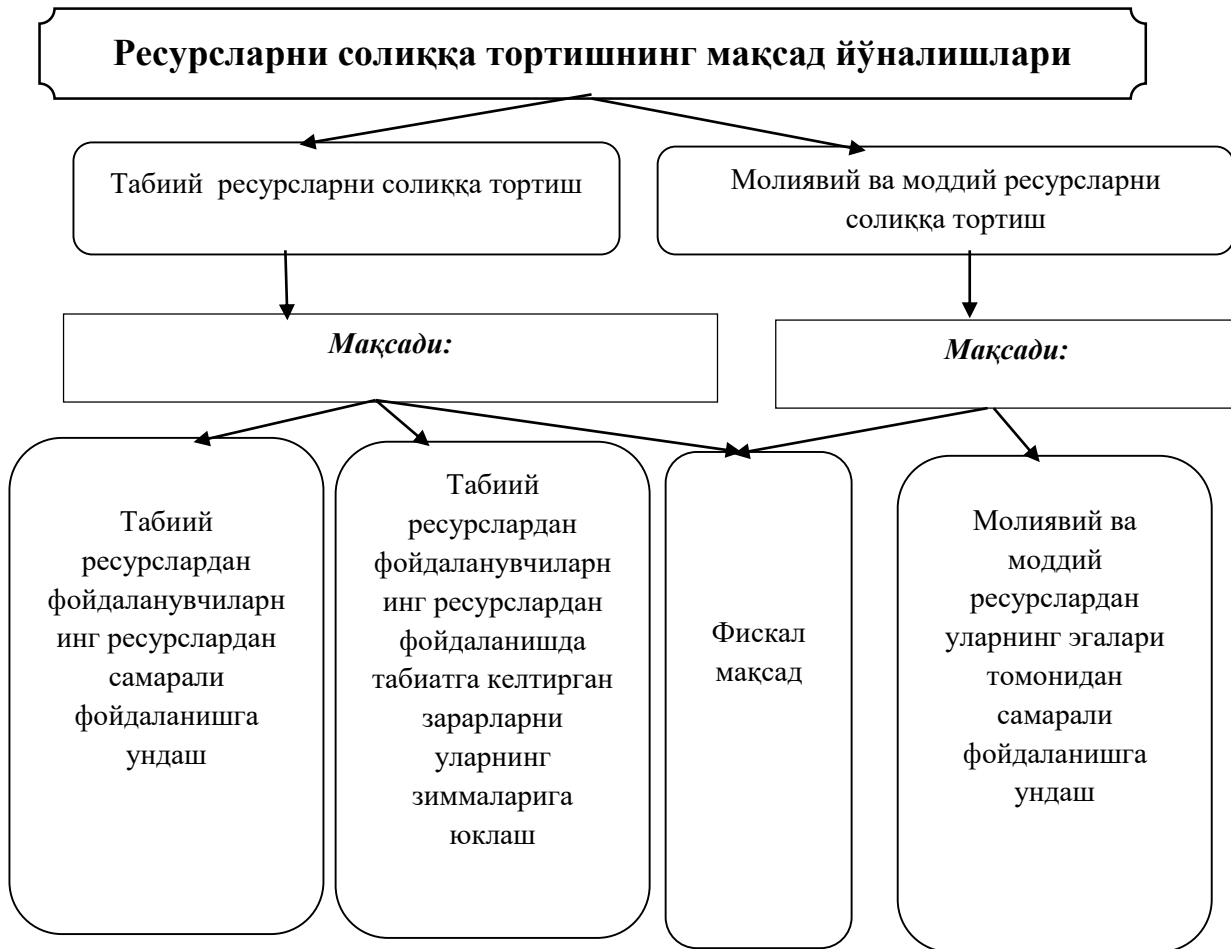 Ресурсларни солиққа тортишнинг мақсад йўналишлари
Табиий ресурсларни солиққа тортиш
Молиявий ва моддий ресурсларни
солиққа тортиш
Мақсади:
Мақсади:
Табиий
ресурслардан
фойдаланувчиларн
инг ресурслардан
самарали
фойдаланишга
ундаш
Табиий
ресурслардан
фойдаланувчиларн
инг ресурслардан
фойдаланишда
табиатга келтирган
зарарларни
уларнинг
зиммаларига
юклаш
Фискал
мақсад
Молиявий ва
моддий
ресурслардан
уларнинг эгалари
томонидан
самарали
фойдаланишга
ундаш